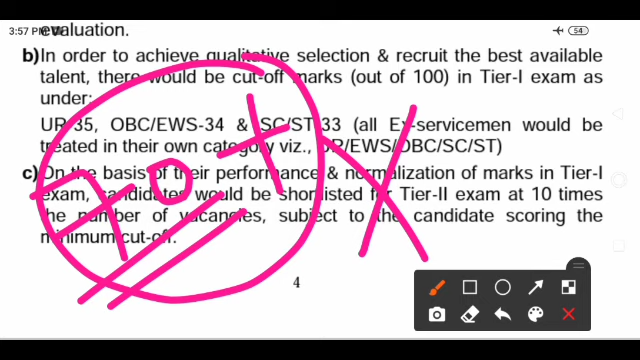 3:57 PM
54
evaluation.
b) In order to achieve qualitative selection & recruit the best available
talent, there would be cut-off marks (out of 100) in Tier-I exam as
under:
UR-35, OBC/EWS-34 & SC/ST-33 (all Ex-servicemen would be
treated in their own category viz., UR/EWS/OBC/SC/ST)
c) On the basis of their performance & normalization of marks in Tier-I
exam, candidates would be shortlisted for Tier-II exam at 10 times
the number of vacancies, subject to the candidate scoring the
minimum cut-off.
4